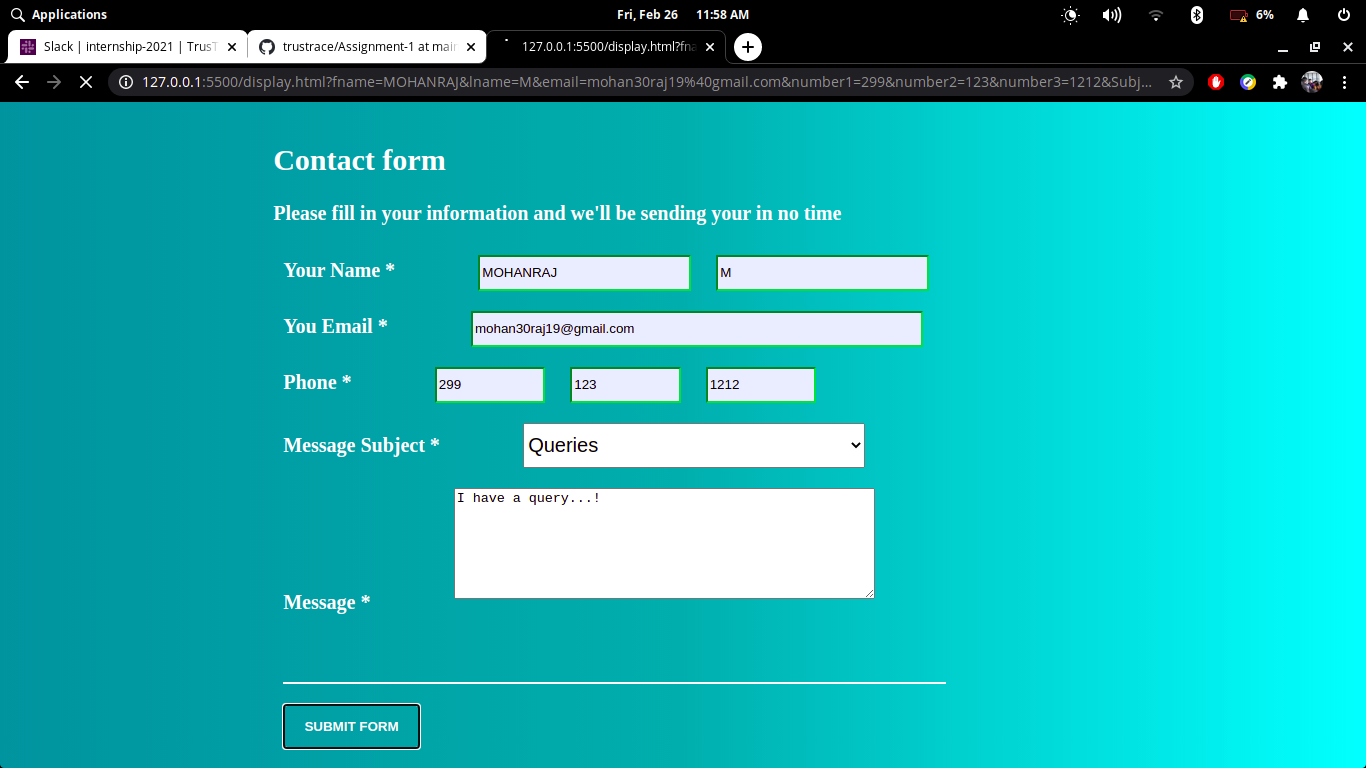 Applications Fri, Feb 26 11:58 AM 6%
Slack | internship-2021 | TrusT trustrace/Assignment-1 at mair 127.0.0.1:5500/display.html?fna
127.0.0.1:5500/display.html?fname=MOHANRAJ&lname=M&email=mohan30raj19%40gmail.com&number1=299&number2=123&number3=1212&Subj...
Contact form
Please fill in your information and we'll be sending your in no time
Your Name * MOHANRAJ M
You Email * mohan30raj19@gmail.com
Phone * 299 123 1212
Message Subject * Queries
I have a query...!
Message *
SUBMIT FORM